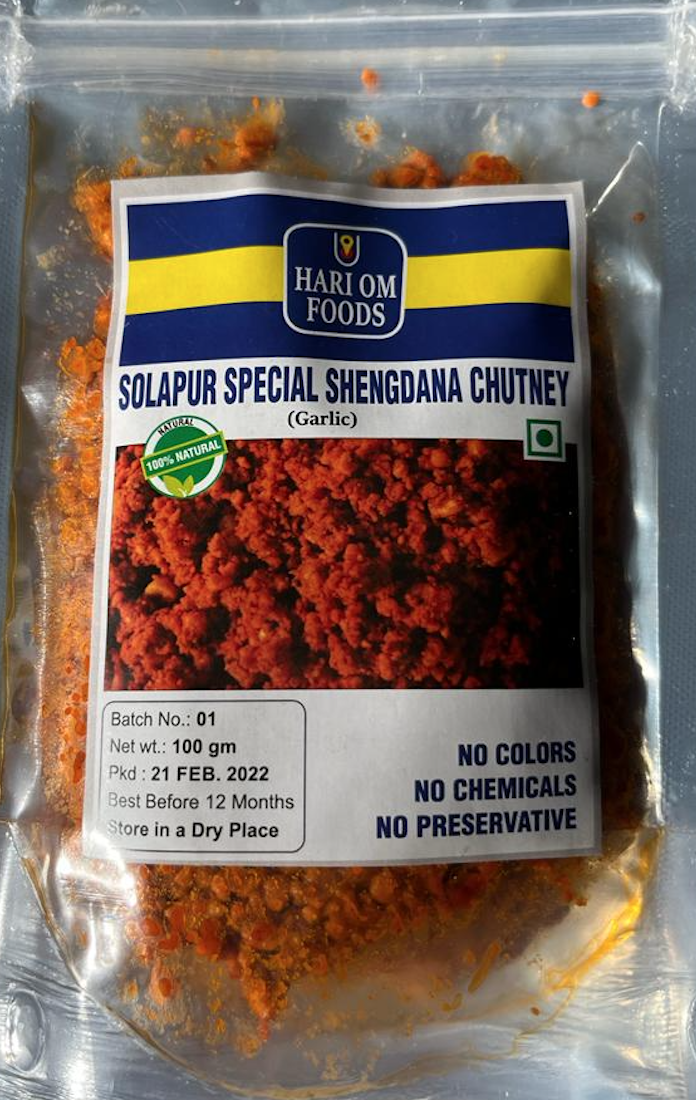 HARI OM
FOODS
SOLAPUR SPECIAL SHENGDANA CHUTNEY
(Garlic)
NATURAL
100% NATURAL
Batch No.: 01
Net wt.: 100 gm
Pkd : 21 FEB. 2022
Best Before 12 Months
Store in a Dry Place
NO COLORS
NO CHEMICALS
NO PRESERVATIVE